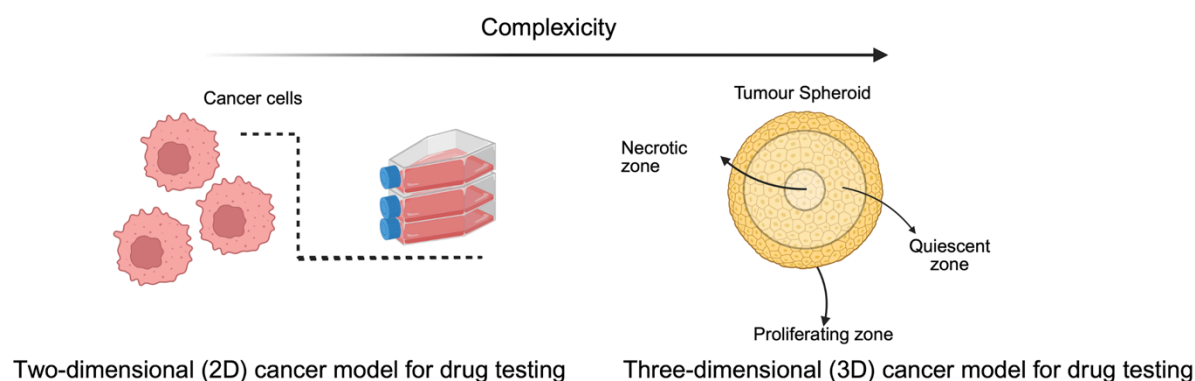 Complexicity
Cancer cells
Tumour Spheroid
Necrotic
zone
Quiescent
zone
Proliferating zone
Two-dimensional (2D) cancer model for drug testing
Three-dimensional (3D) cancer model for drug testing